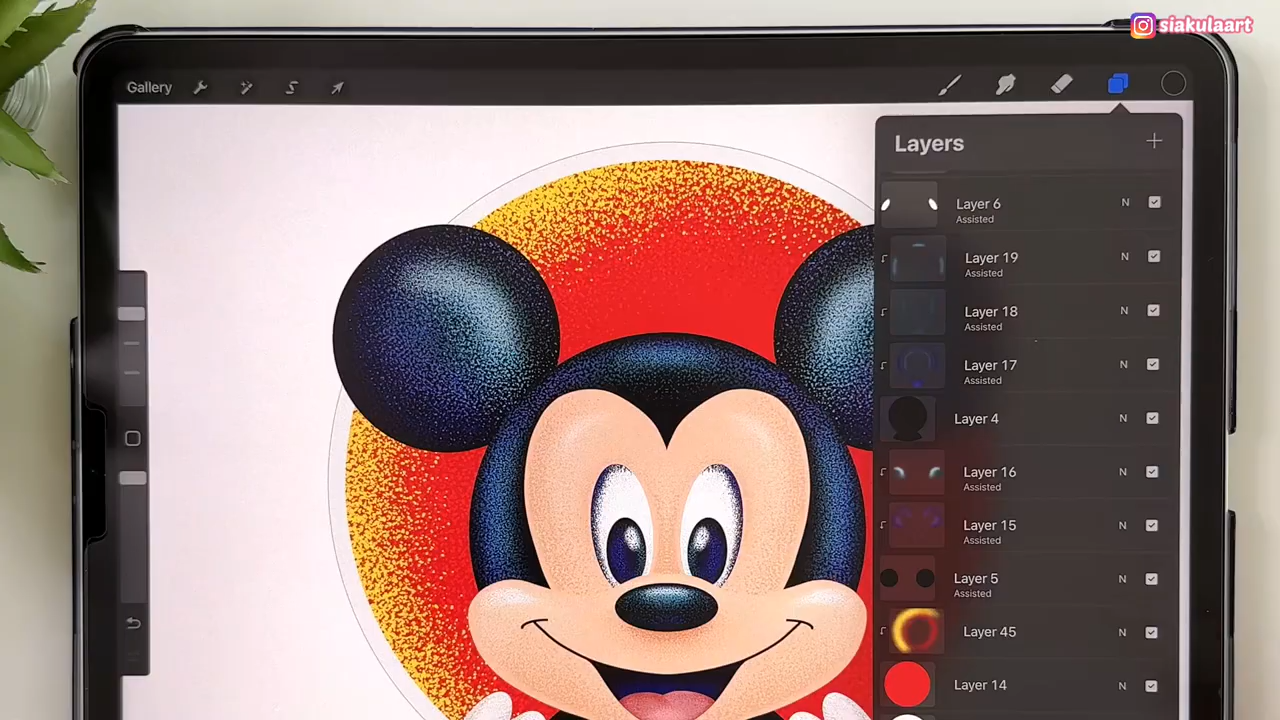 siakulaart
Gallery
Layers
Layer 6
Assisted
N
Layer 19
Assisted
N
Layer 18
Assisted
N
Layer 17
Assisted
N
Layer 4
N
Layer 16
Assisted
N
Layer 15
Assisted
N
Layer 5
Assisted
N
Layer 45
N
Layer 14
N